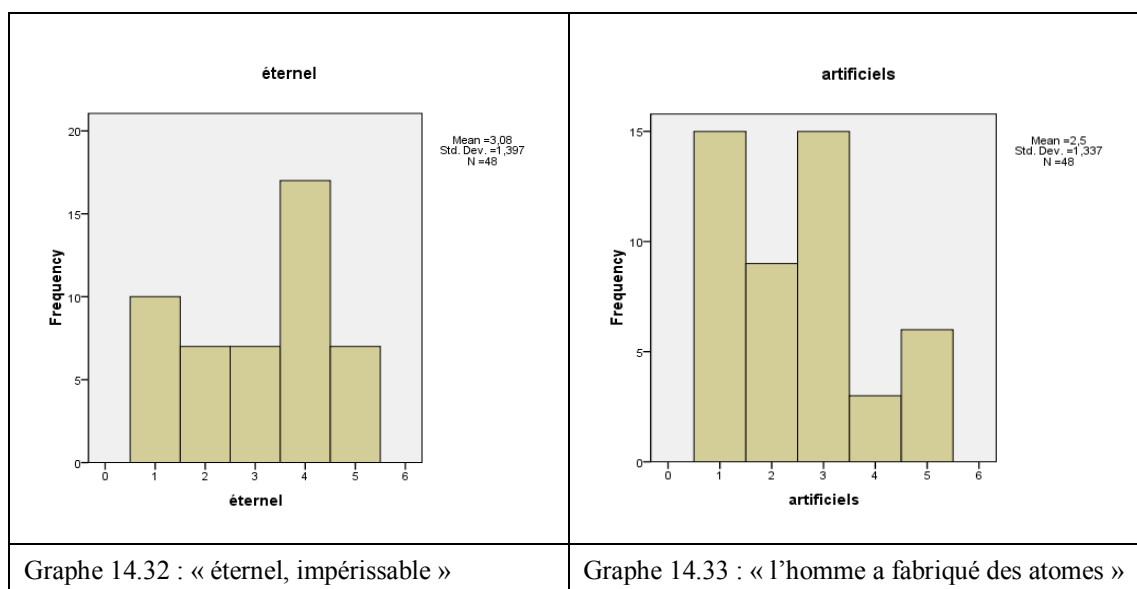 éternel
20
15
10
5
0
Frequency
0 1 2 3 4 5 6
éternel
Mean =3,08
Std. Dev. =1,397
N =48
Graphe 14.32 : « éternel, impérissable »
artificiels
15
10
5
0
Frequency
0 1 2 3 4 5 6
artificiels
Mean =2,5
Std. Dev. =1,337
N =48
Graphe 14.33 : « l’homme a fabriqué des atomes »